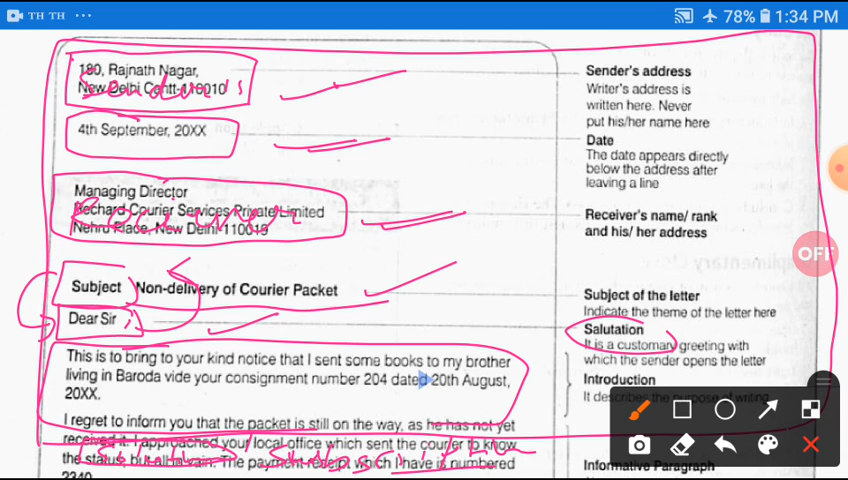 TH TH ...
78% 1:34 PM
180, Rajnath Nagar,
New Delhi Cantt-110010
4th September, 20XX
Managing Director
Rechard Courier Services Private Limited
Nehru Place, New Delhi-110019
Subject Non-delivery of Courier Packet
Dear Sir
This is to bring to your kind notice that I sent some books to my brother
living in Baroda vide your consignment number 204 dated 20th August,
20XX.
I regret to inform you that the packet is still on the way, as he has not yet
received it. I approached your local office which sent the courier to know
the status but all in vain. The payment receipt which I have is numbered
2340
Sender's address
Writer's address is
written here. Never
put his/her name here
Date
The date appears directly
below the address after
leaving a line
Receiver's name/ rank
and his/ her address
Subject of the letter
Indicate the theme of the letter here
Salutation
It is a customary greeting with
which the sender opens the letter
Introduction
It describes the purpose of writing
Informative Paragraph
OFF
Sender's
Receiver
Subscription